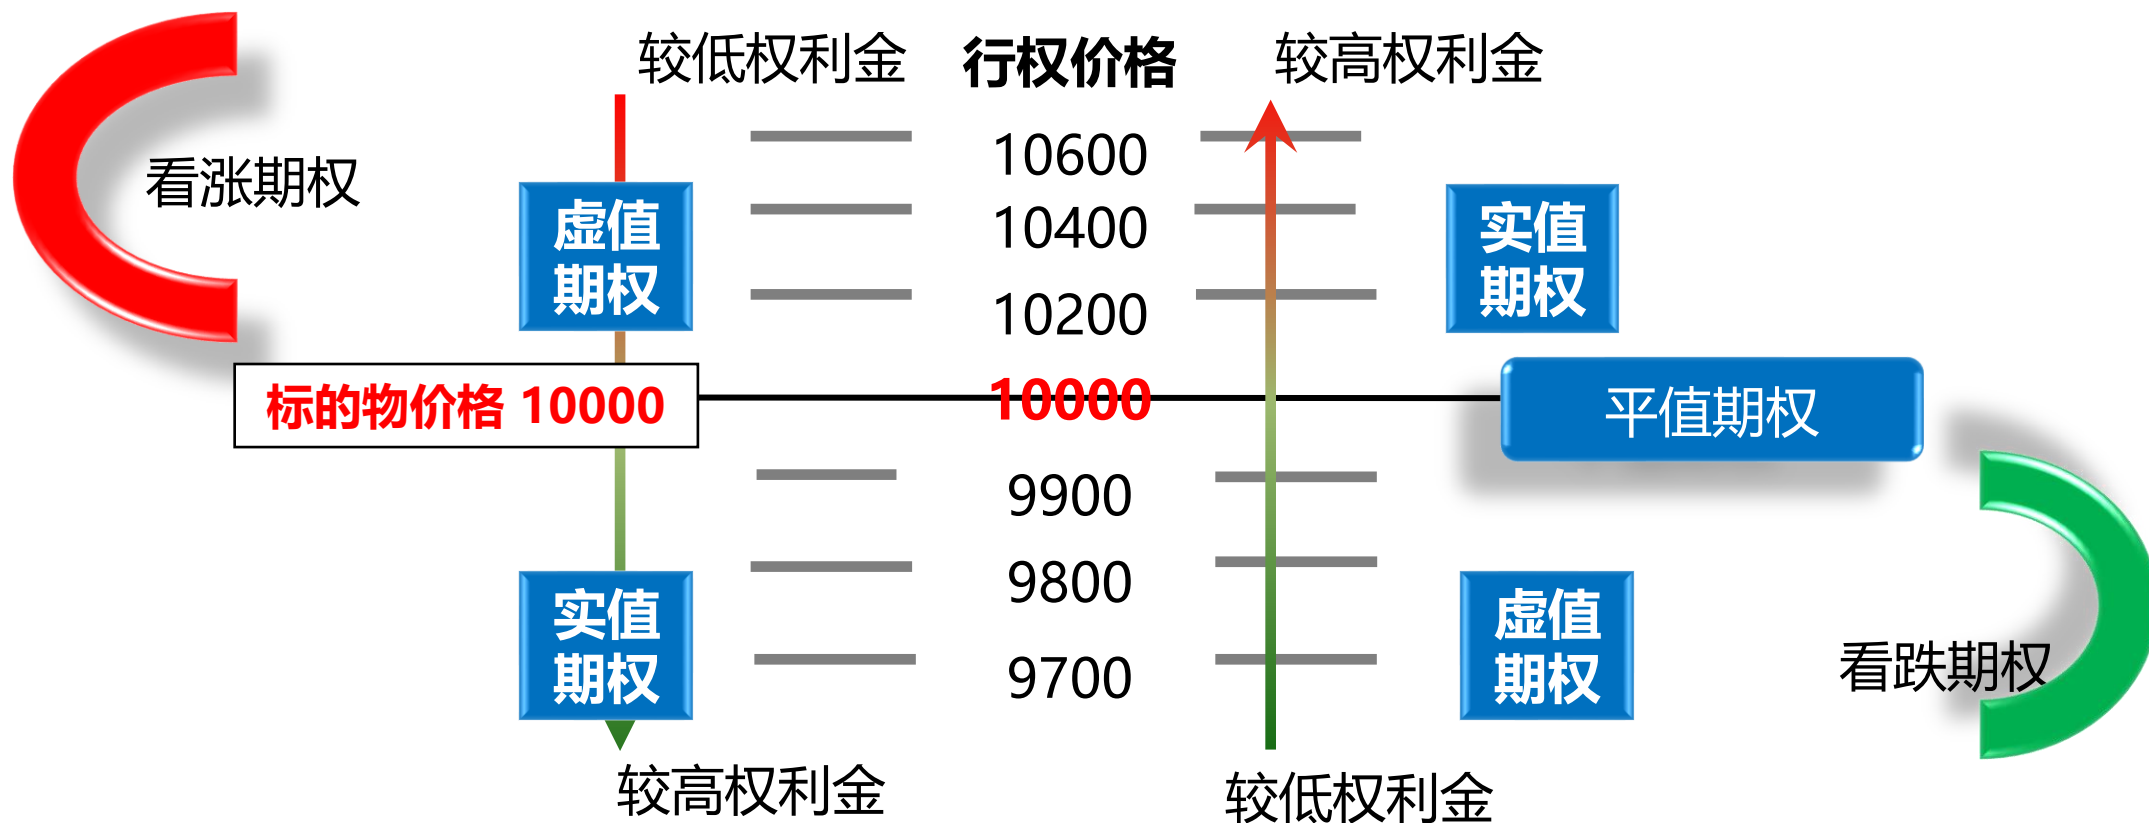 较低权利金
行权价格
较高权利金
看涨期权
虚值
期权
10600
10400
10200
实值
期权
标的物价格 10000
10000
平值期权
实值
期权
9900
9800
9700
虚值
期权
看跌期权
较高权利金
较低权利金